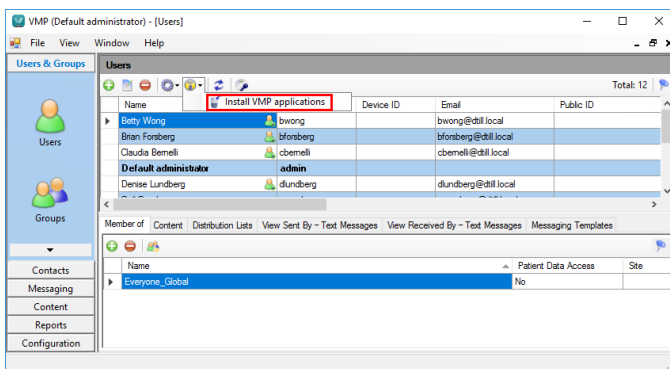 VMP (Default administrator) - [Users]
File View Window Help
Users & Groups
Users
Total: 12
Install VMP applications
Name Device ID Email Public ID
Betty Wong bwong bwong@dtill.local
Brian Forsberg bforsberg bforsberg@dtill.local
Claudia Bemelli cbemelli cbemelli@dtill.local
Default administrator admin
Denise Lundberg dlundberg dlundberg@dtill.local
Users
Groups
Contacts
Messaging
Content
Reports
Configuration
Member of Content Distribution Lists View Sent By - Text Messages View Received By - Text Messages Messaging Templates
Name Patient Data Access Site
Everyone_Global No